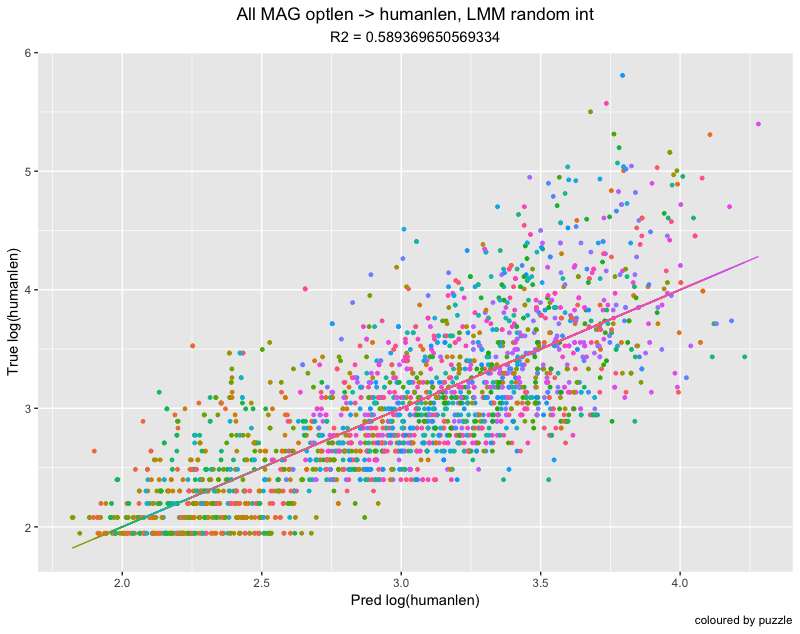 All MAG optlen -> humanlen, LMM random int
R2 = 0.589369650569334
True log(humanlen)
6
5
4
3
2
2.0 2.5 3.0 3.5 4.0
Pred log(humanlen)
coloured by puzzle